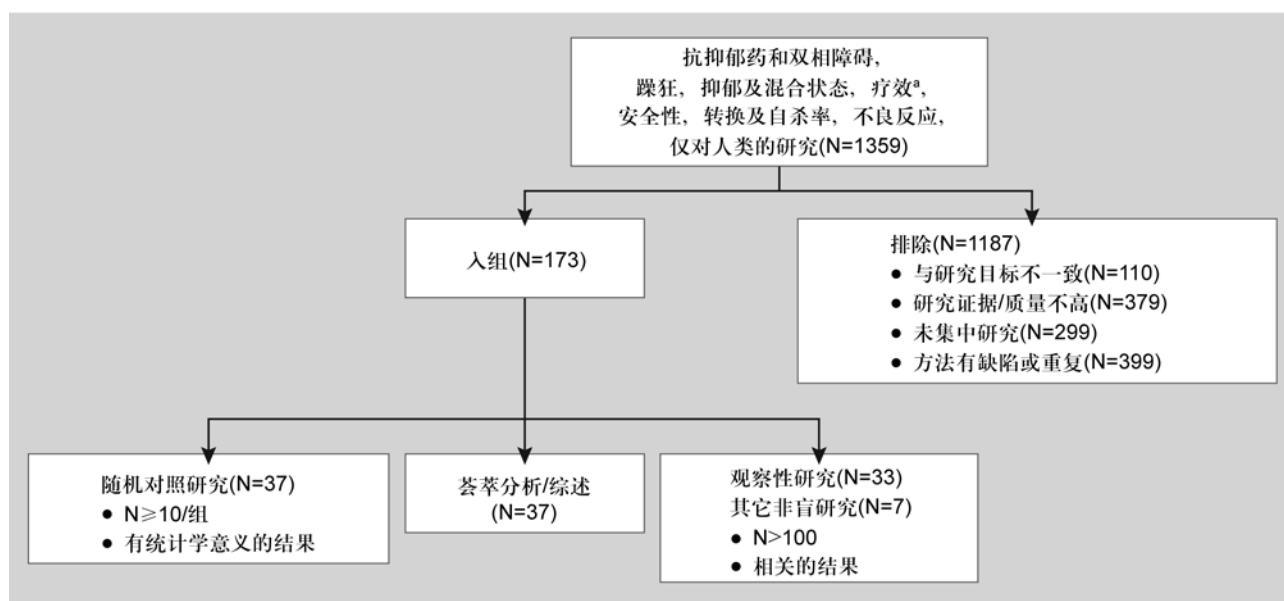 抗抑郁药和双相障碍,
躁狂, 抑郁及混合状态, 疗效ᵃ,
安全性, 转换及自杀率, 不良反应,
仅对人类的研究(N=1359)
入组(N=173)
排除(N=1187)
● 与研究目标不一致(N=110)
● 研究证据/质量不高(N=379)
● 未集中研究(N=299)
● 方法有缺陷或重复(N=399)
随机对照研究(N=37)
● N≥10/组
● 有统计学意义的结果
荟萃分析/综述
(N=37)
观察性研究(N=33)
其它非盲研究(N=7)
● N>100
● 相关的结果